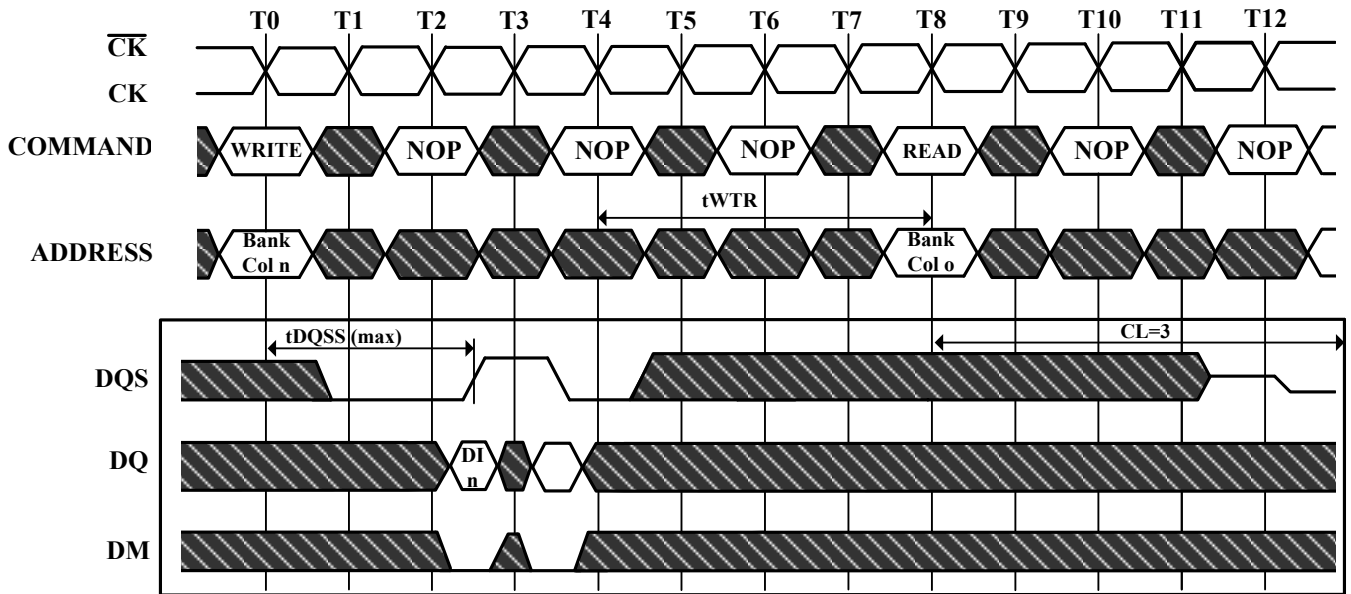 T0 T1 T2 T3 T4 T5 T6 T7 T8 T9 T10 T11 T12
CK
CK
COMMAND WRITE NOP NOP NOP READ NOP NOP
tWTR
ADDRESS Bank Col n Bank Col o
tDQSS (max) CL=3
DQS
DQ DI n
DM